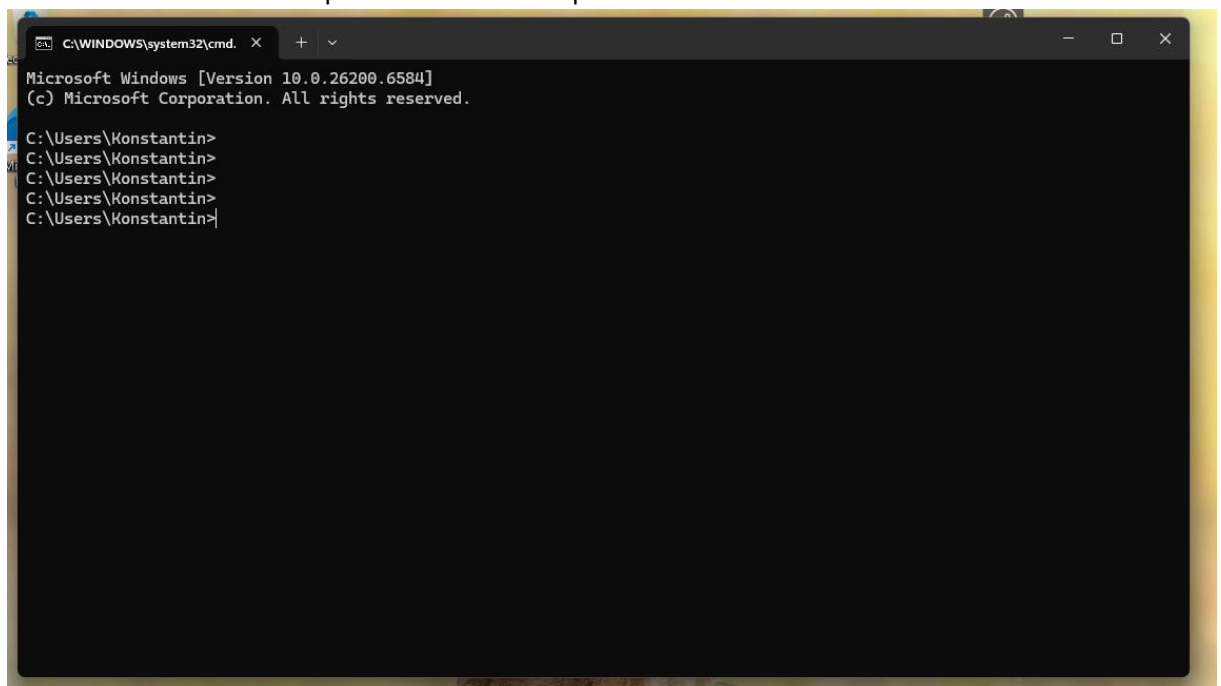 C:\WINDOWS\system32\cmd.
Microsoft Windows [Version 10.0.26200.6584]
(c) Microsoft Corporation. All rights reserved.
C:\Users\Konstantin>
C:\Users\Konstantin>
C:\Users\Konstantin>
C:\Users\Konstantin>
C:\Users\Konstantin>